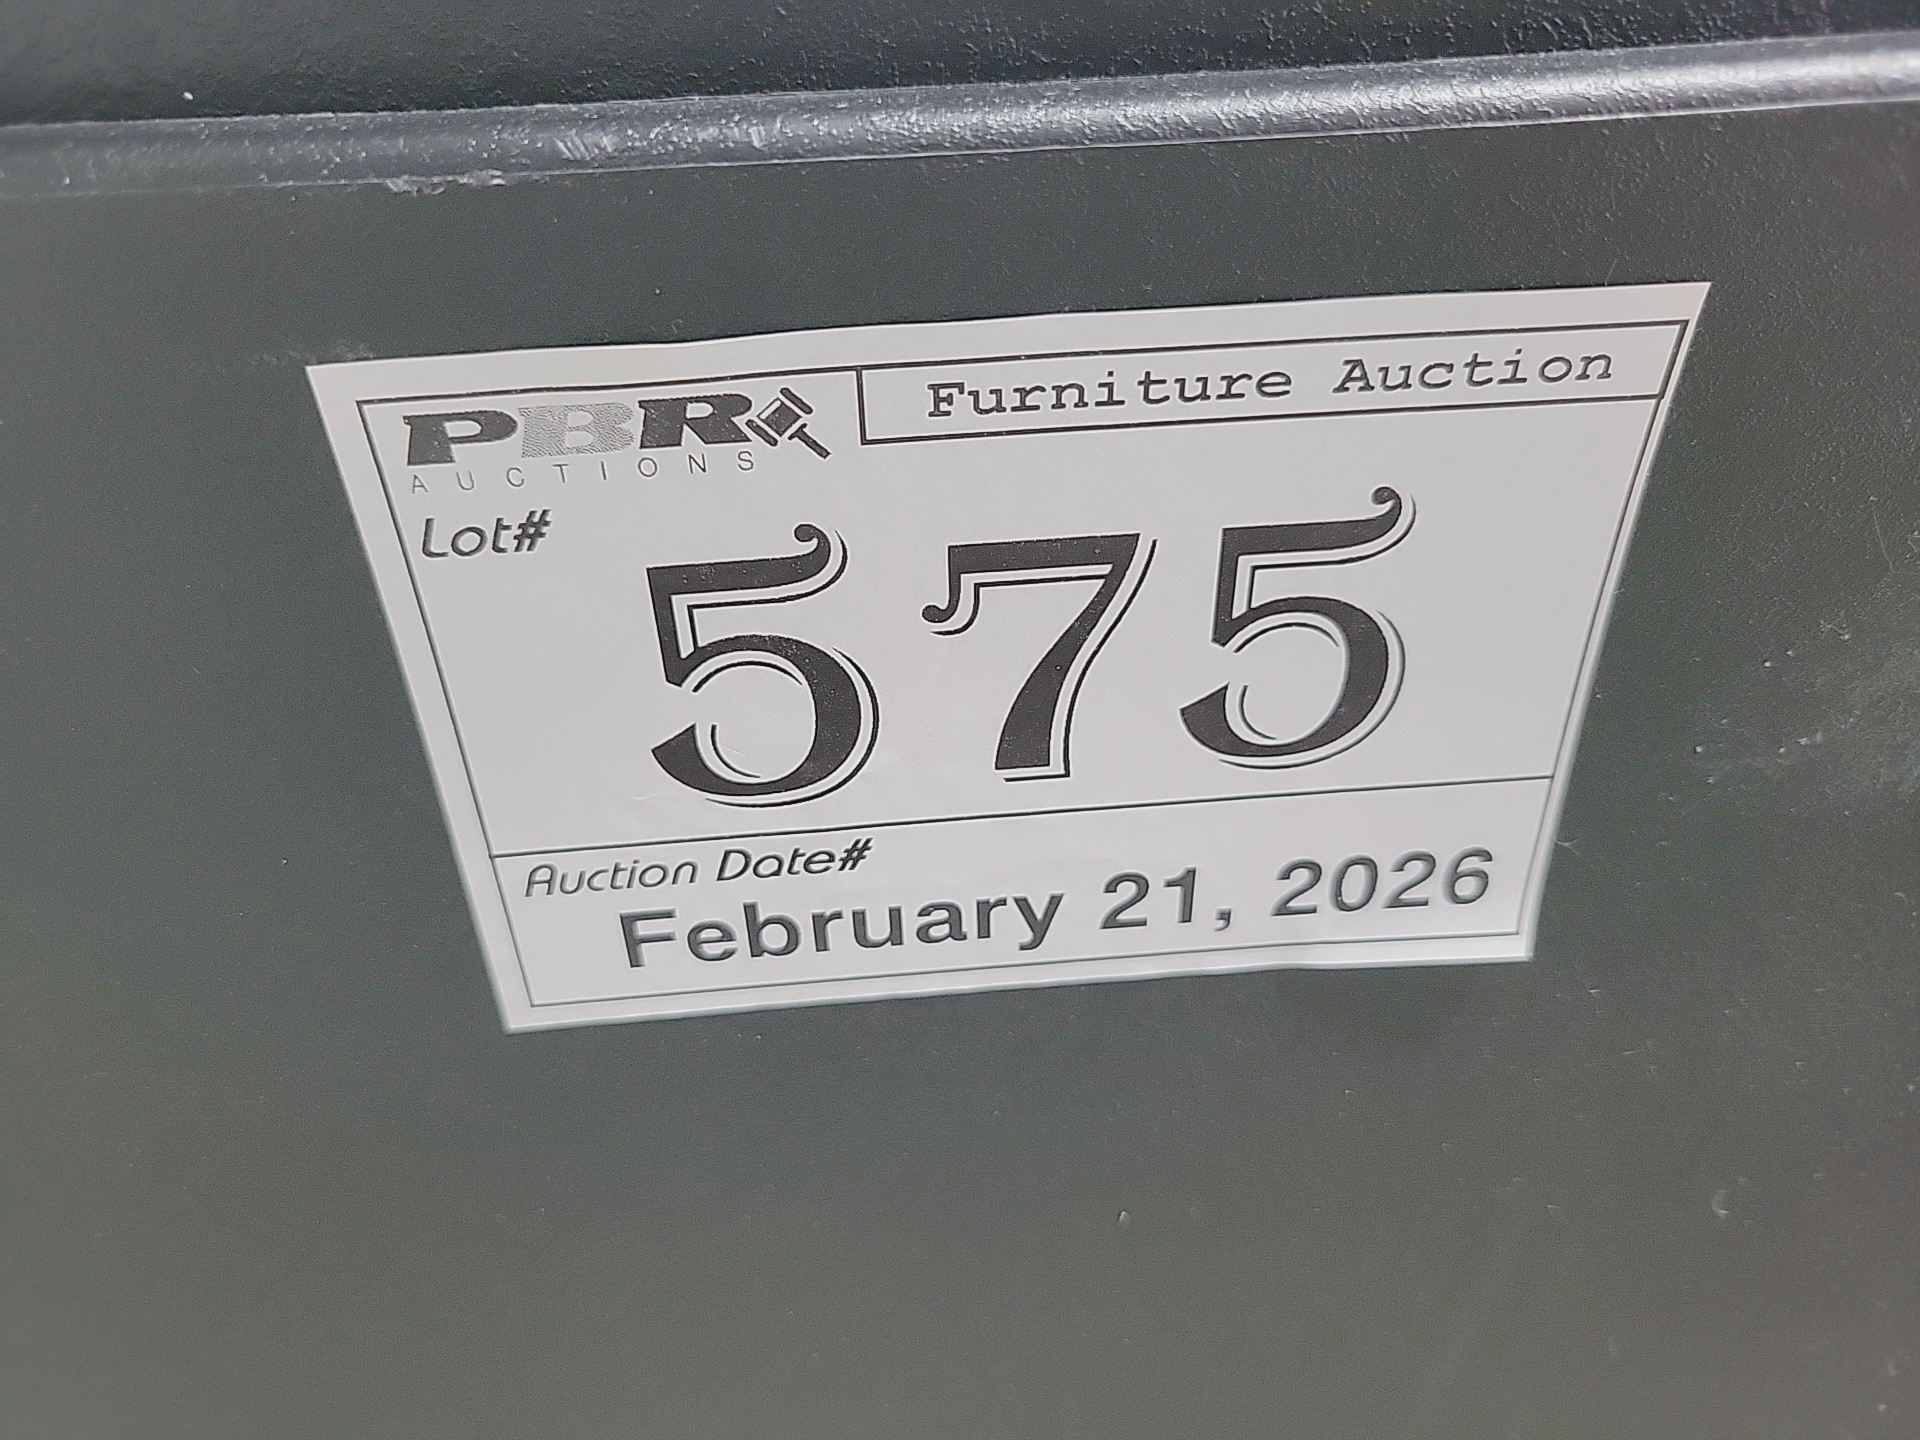 PBR
AUCTIONS
Furniture Auction
Lot#
575
Auction Date#
February 21, 2026